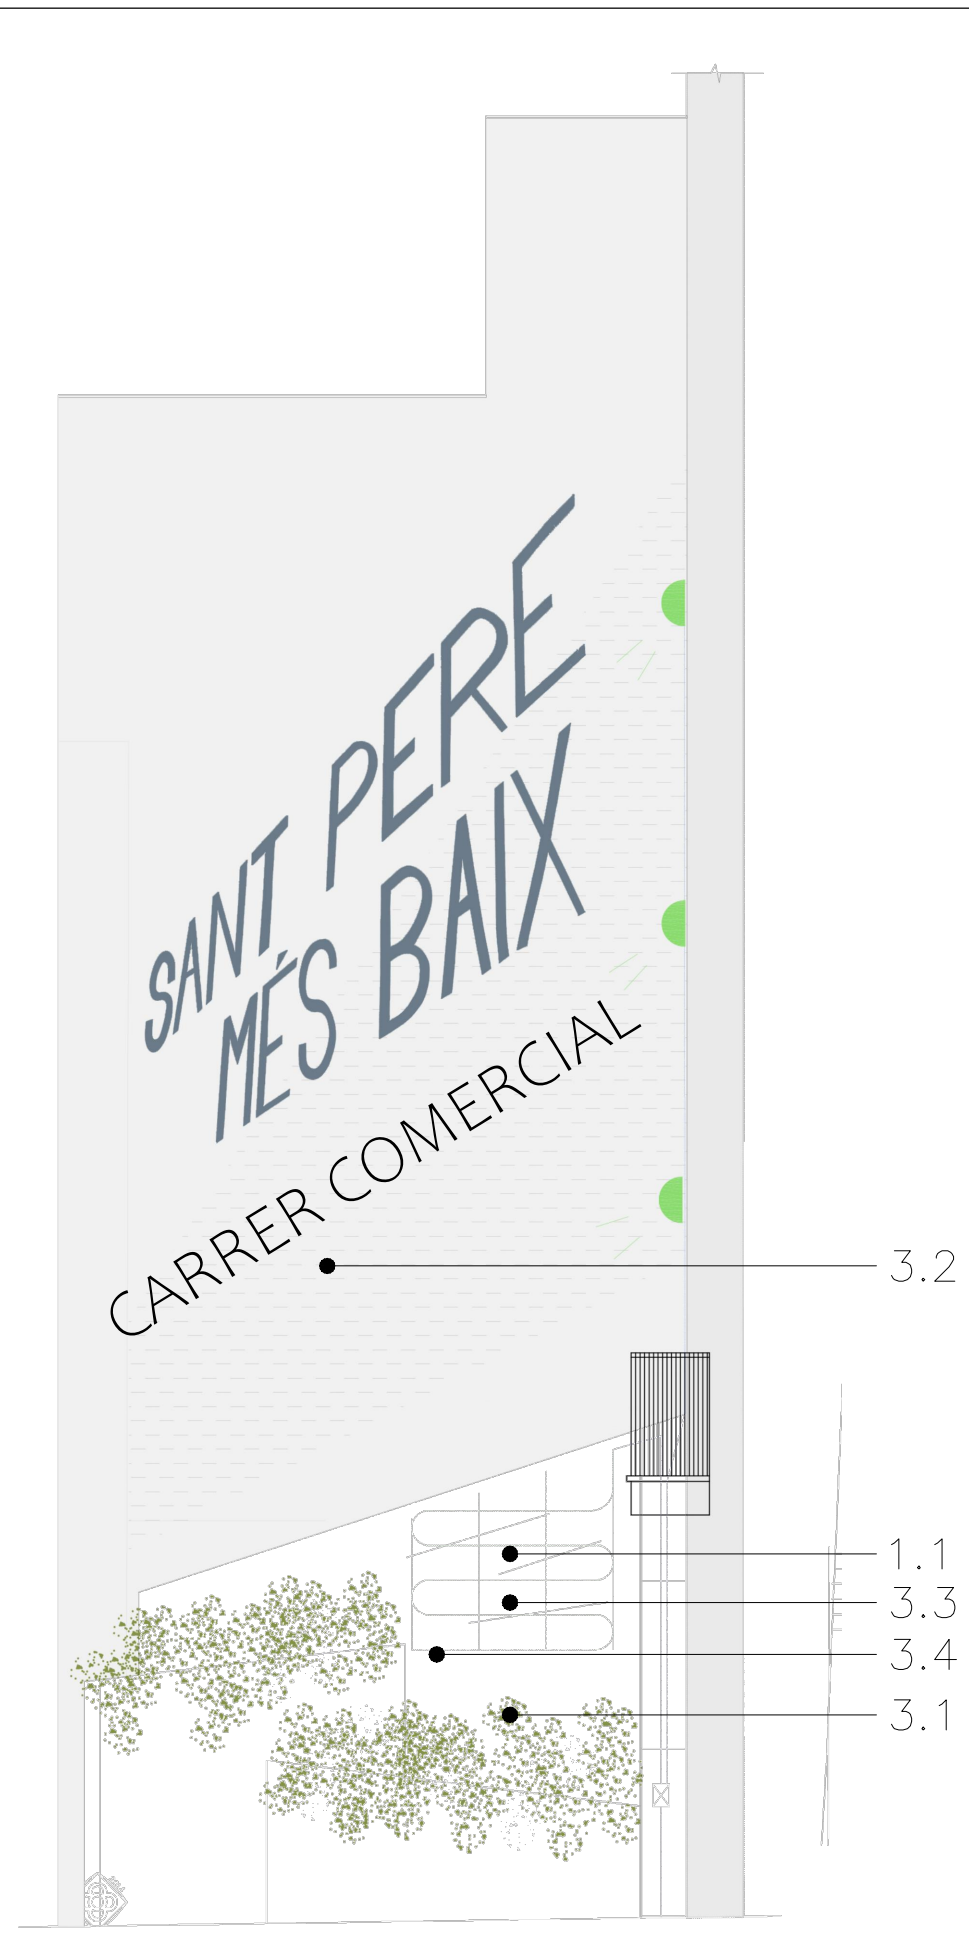 SANT PERE
MÉS BAIX
CARRER COMERCIAL
3.2
1.1
3.3
3.4
3.1